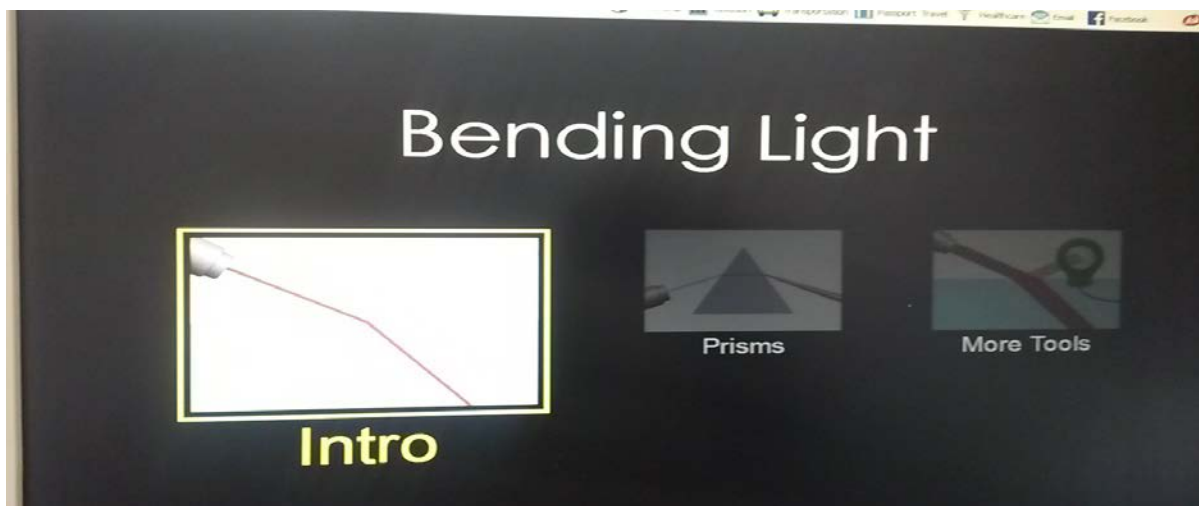 Passport Travel Healthcare Email Facebook
Bending Light
Prisms
More Tools
Intro